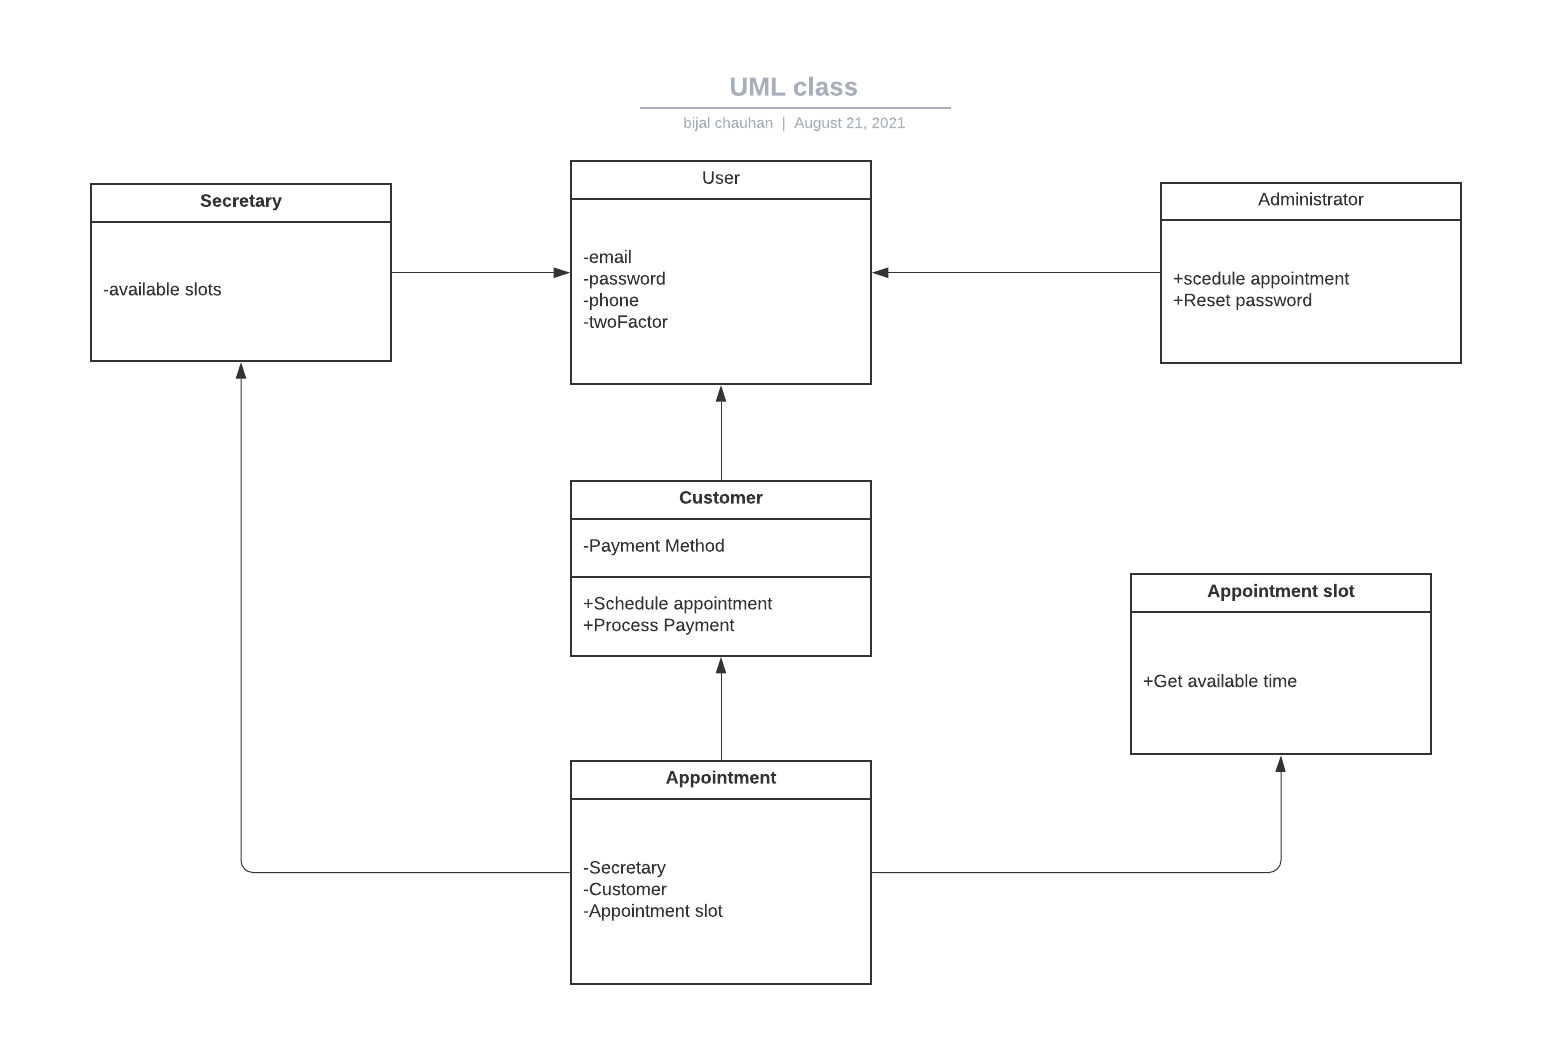 UML class
bijal chauhan | August 21, 2021
Secretary
-available slots
User
-email
-password
-phone
-twoFactor
Administrator
+scedule appointment
+Reset password
Customer
-Payment Method
+Schedule appointment
+Process Payment
Appointment slot
+Get available time
Appointment
-Secretary
-Customer
-Appointment slot